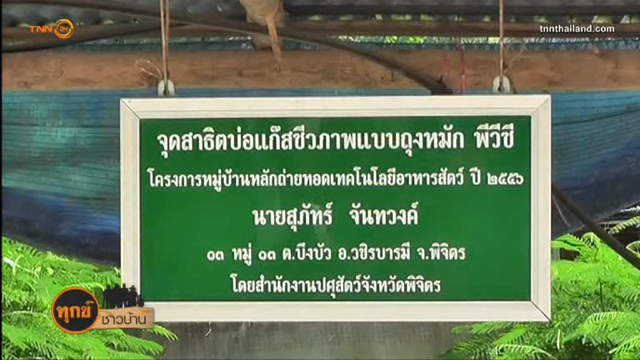 TNN24
tnnthailand.com
จุดสาธิตบ่อแก๊สชีวภาพแบบถุงหมัก พีวีซี
โครงการหมู่บ้านหลักถ่ายทอดเทคโนโลยีอาหารสัตว์ ปี ๒๕๕๖
นายสุภัทร์ จันทวงค์
๐๓ หมู่ ๐๓ ต.บึงบัว อ.วชิรบารมี จ.พิจิตร
โดยสำนักงานปศุสัตว์จังหวัดพิจิตร
ทุกข์
ชาวบ้าน